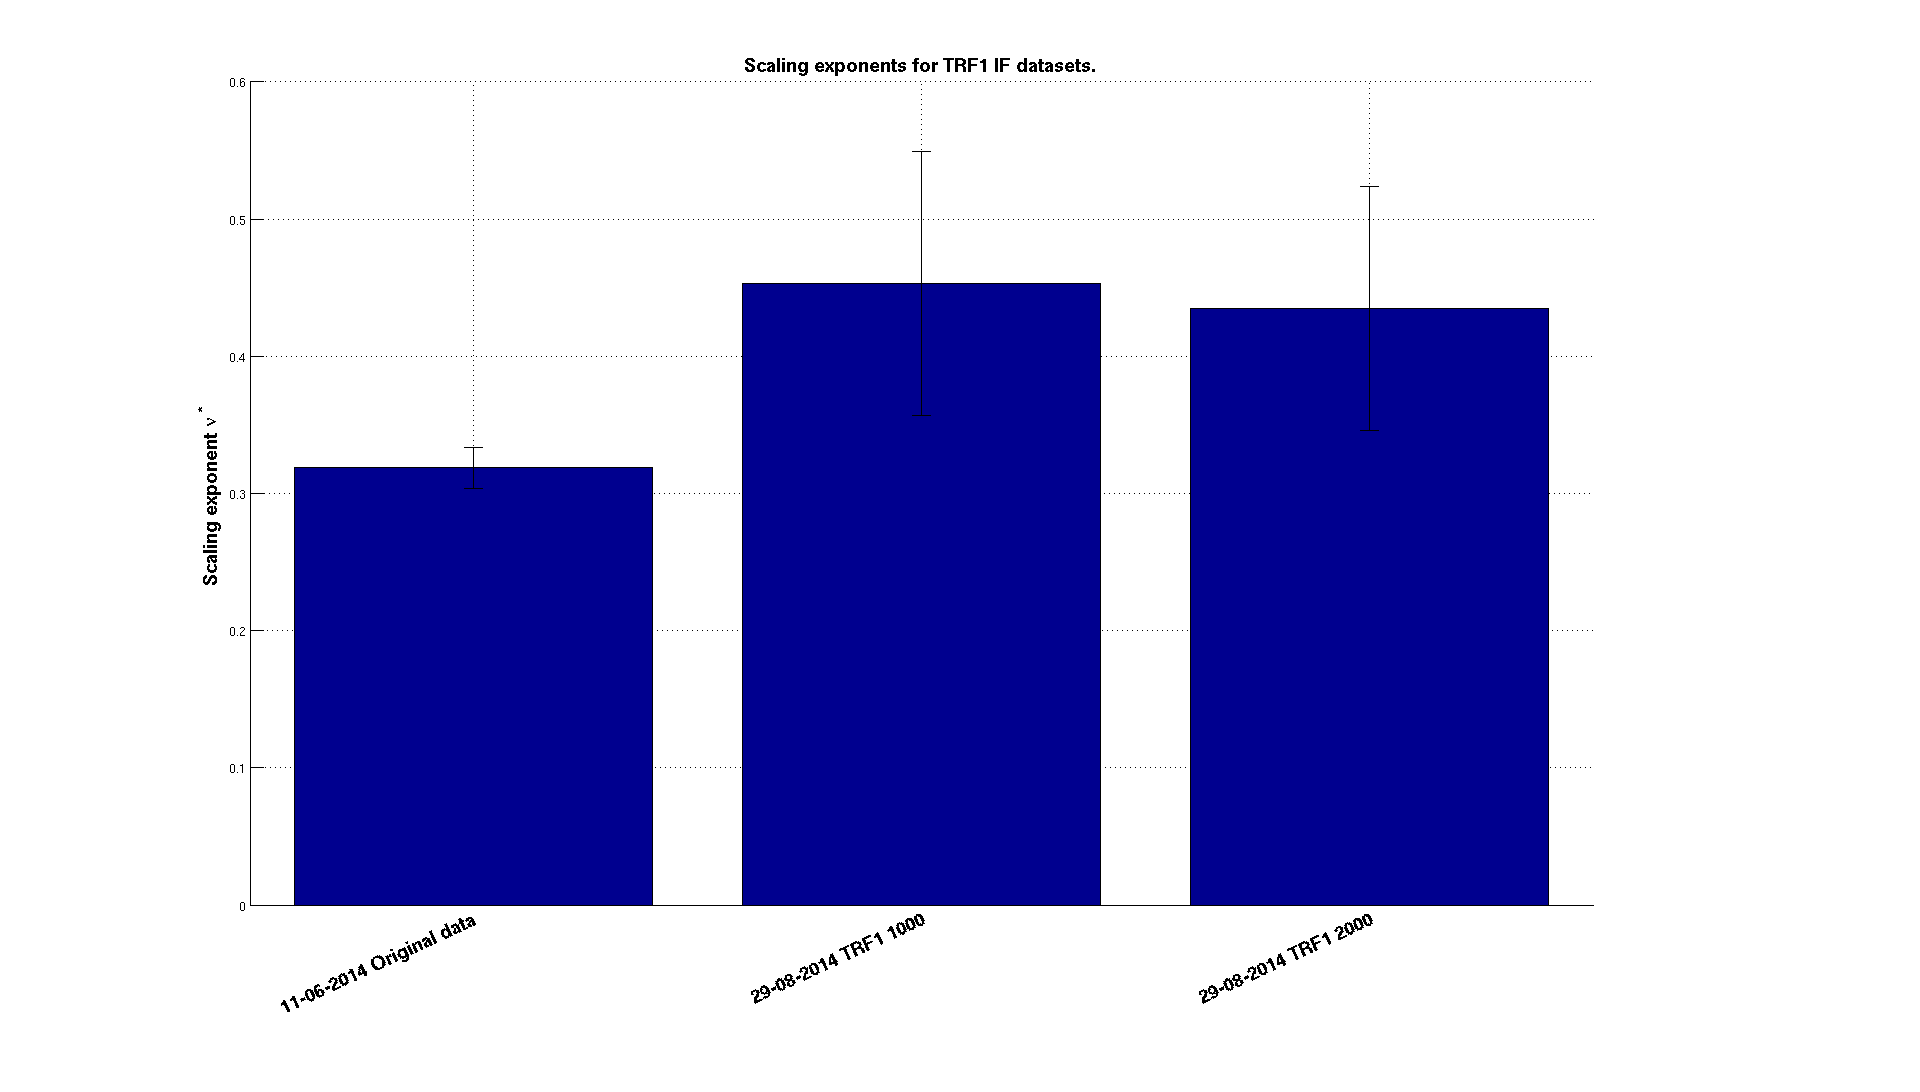 Scaling exponents for TRF1 IF datasets.
0.6
0.5
0.4
0.3
0.2
0.1
0
Scaling exponent ν *
11-06-2014 Original data
29-08-2014 TRF1 1000
29-08-2014 TRF1 2000